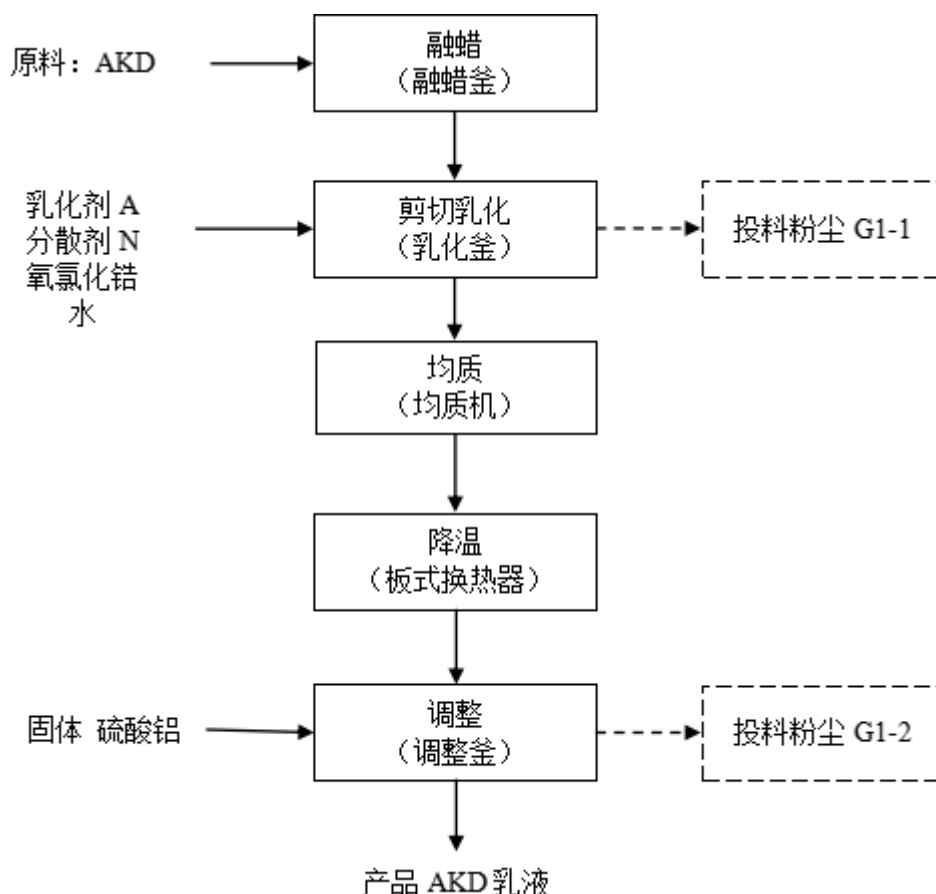 融蜡
（融蜡釜）
原料：AKD
乳化剂 A
分散剂 N
氧氯化锆
水
剪切乳化
（乳化釜）
投料粉尘 G1-1
均质
（均质机）
降温
（板式换热器）
固体 硫酸铝
调整
（调整釜）
投料粉尘 G1-2
产品 AKD 乳液